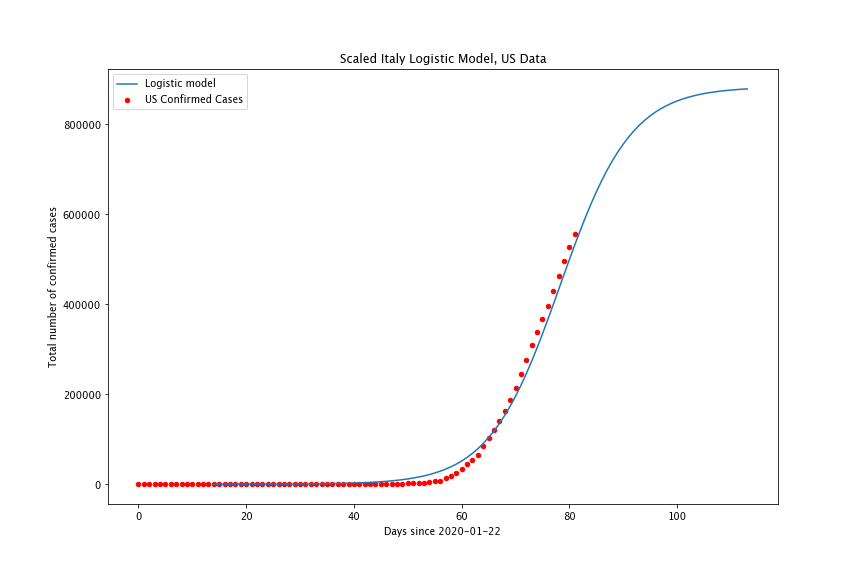 Scaled Italy Logistic Model, US Data
Logistic model
US Confirmed Cases
800000
600000
400000
200000
0
Total number of confirmed cases
0 20 40 60 80 100
Days since 2020-01-22